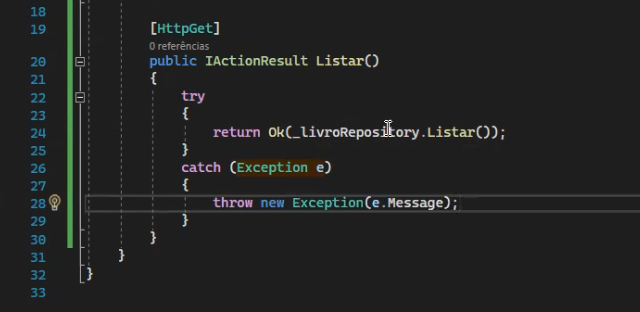 18
19 [HttpGet]
0 referências
20 public IActionResult Listar()
21 {
22 try
23 {
24 return Ok(_livroRepository.Listar());
25 }
26 catch (Exception e)
27 {
28 throw new Exception(e.Message);
29 }
30 }
31 }
32 }
33